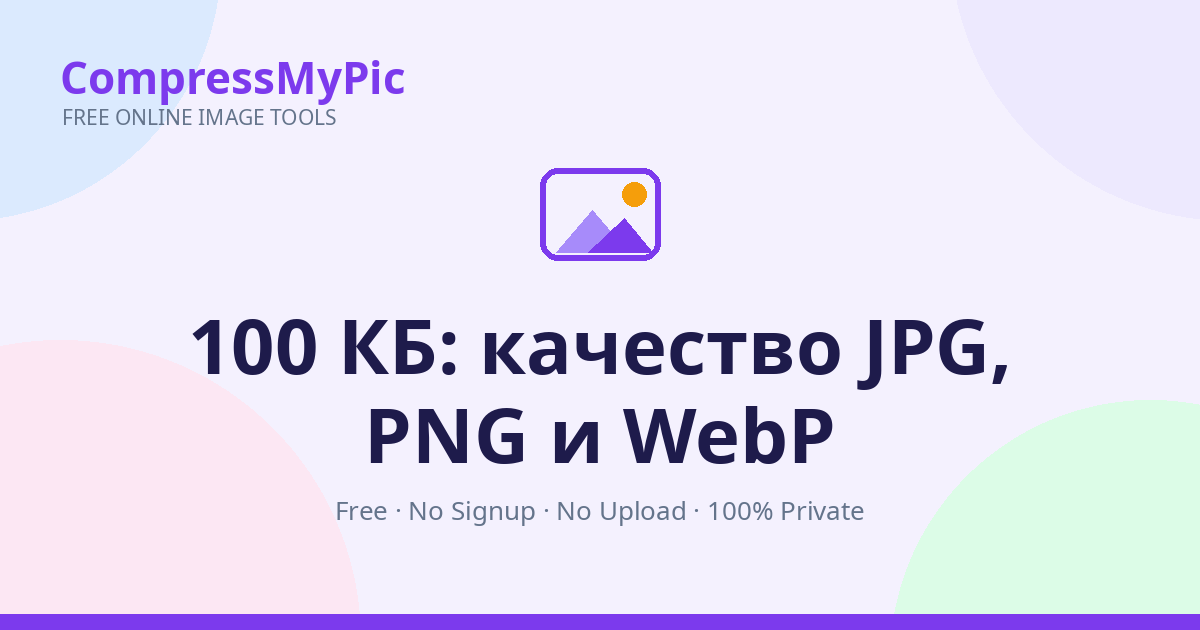 CompressMyPic
FREE ONLINE IMAGE TOOLS
100 КБ: качество JPG,
PNG и WebP
Free · No Signup · No Upload · 100% Private